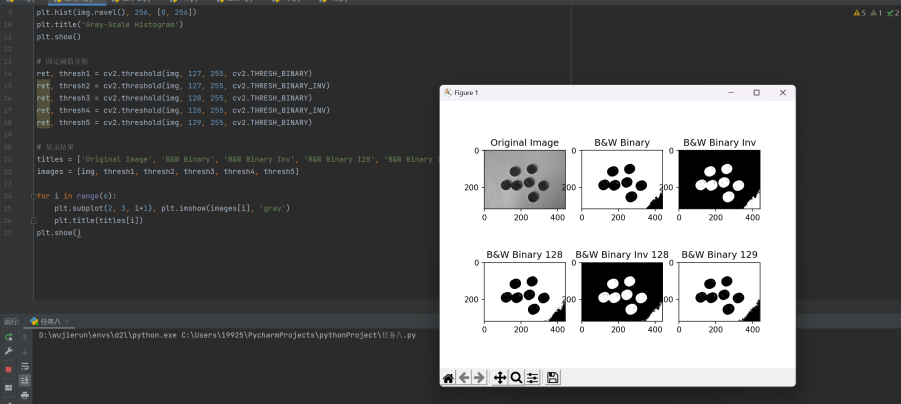 9 plt.hist(img.ravel(), 256, [0, 256])
10 plt.title('Gray-Scale Histogram')
11 plt.show()
12
13 # 固定阈值分割
14 ret, thresh1 = cv2.threshold(img, 127, 255, cv2.THRESH_BINARY)
15 ret, thresh2 = cv2.threshold(img, 127, 255, cv2.THRESH_BINARY_INV)
16 ret, thresh3 = cv2.threshold(img, 128, 255, cv2.THRESH_BINARY)
17 ret, thresh4 = cv2.threshold(img, 128, 255, cv2.THRESH_BINARY_INV)
18 ret, thresh5 = cv2.threshold(img, 129, 255, cv2.THRESH_BINARY)
19
20 # 显示结果
21 titles = ['Original Image', 'B&W Binary', 'B&W Binary Inv', 'B&W Binary 128', 'B&W Binary
22 images = [img, thresh1, thresh2, thresh3, thresh4, thresh5]
23
24 for i in range(6):
25 plt.subplot(2, 3, i+1), plt.imshow(images[i], 'gray')
26 plt.title(titles[i])
27 plt.show()
5 1 2
Figure 1
Original Image B&W Binary B&W Binary Inv
0 0 0
200 200 200
0 200 400 0 200 400 0 200 400
B&W Binary 128 B&W Binary Inv 128 B&W Binary 129
0 0 0
200 200 200
0 200 400 0 200 400 0 200 400
运行: 任务八
D:\wujierun\envs\d2l\python.exe C:\Users\19925\PycharmProjects\pythonProject\任务八.py